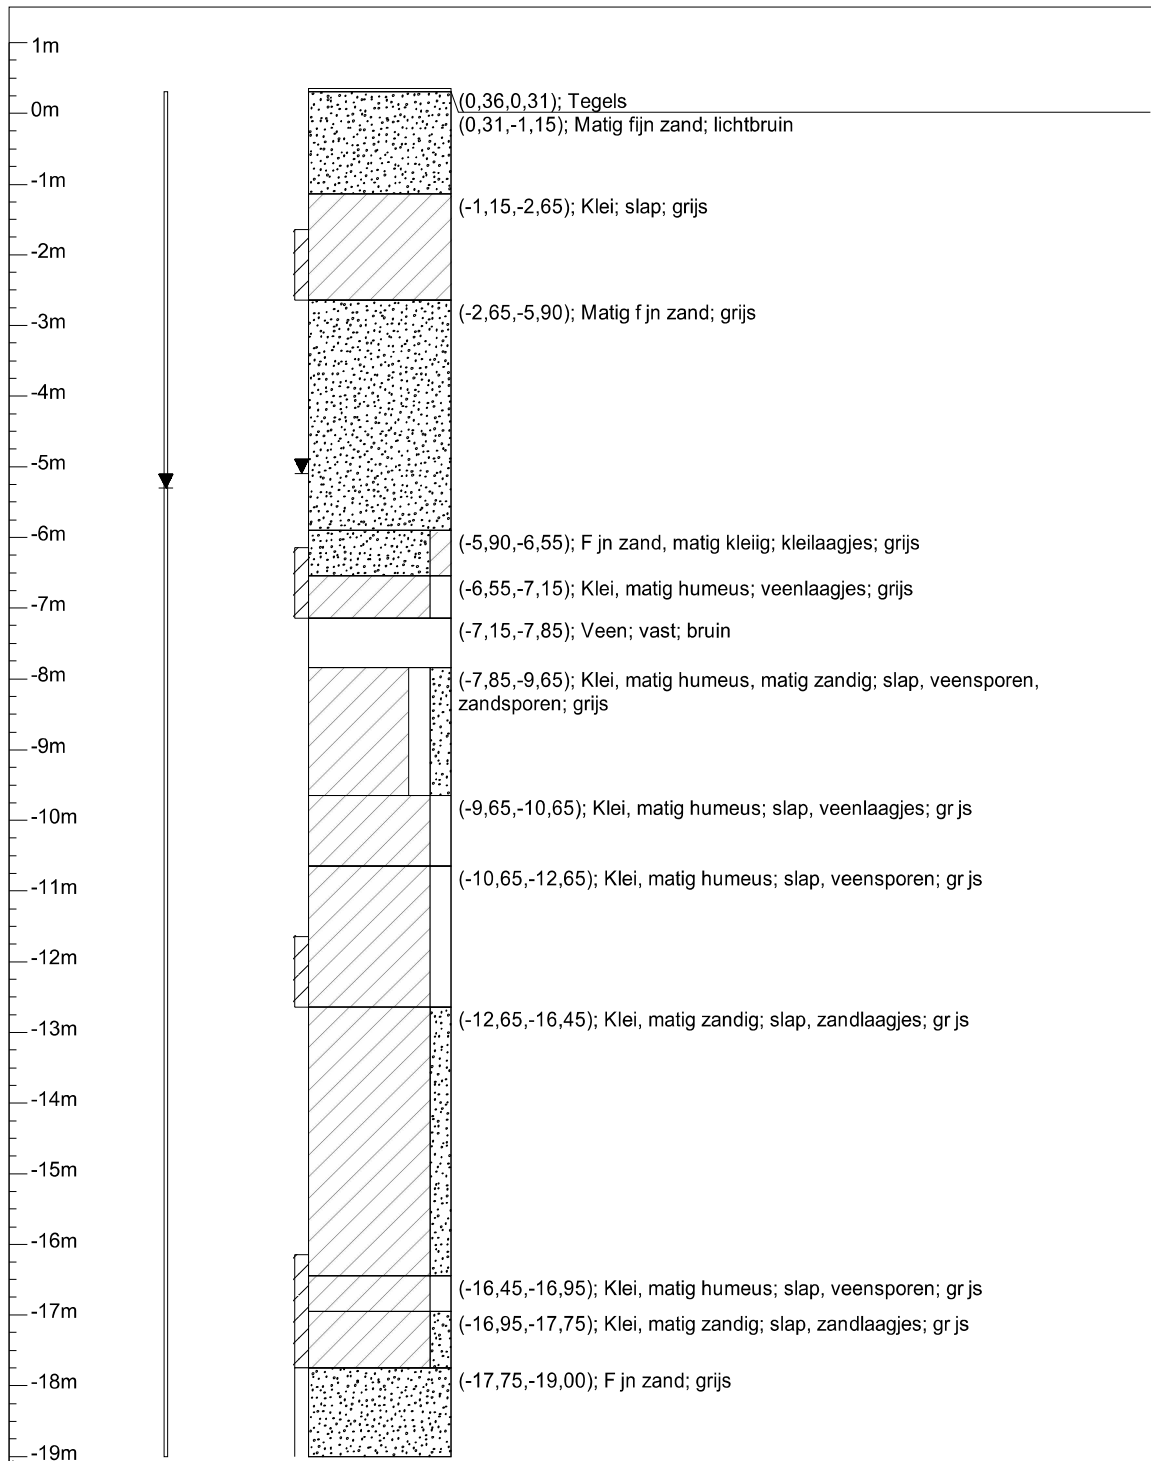 1m
(0,36,0,31); Tegels
0m
(0,31,-1,15); Matig fijn zand; lichtbruin
-1m
(-1,15,-2,65); Klei; slap; grijs
-2m
(-2,65,-5,90); Matig f jn zand; grijs
-3m
-4m
-5m
-6m
(-5,90,-6,55); F jn zand, matig kleiig; kleilaagjes; grijs
(-6,55,-7,15); Klei, matig humeus; veenlaagjes; grijs
-7m
(-7,15,-7,85); Veen; vast; bruin
-8m
(-7,85,-9,65); Klei, matig humeus, matig zandig; slap, veensporen,
zandsporen; grijs
-9m
(-9,65,-10,65); Klei, matig humeus; slap, veenlaagjes; gr js
-10m
(-10,65,-12,65); Klei, matig humeus; slap, veensporen; gr js
-11m
-12m
(-12,65,-16,45); Klei, matig zandig; slap, zandlaagjes; gr js
-13m
-14m
-15m
-16m
(-16,45,-16,95); Klei, matig humeus; slap, veensporen; gr js
-17m
(-16,95,-17,75); Klei, matig zandig; slap, zandlaagjes; gr js
-18m
(-17,75,-19,00); F jn zand; grijs
-19m